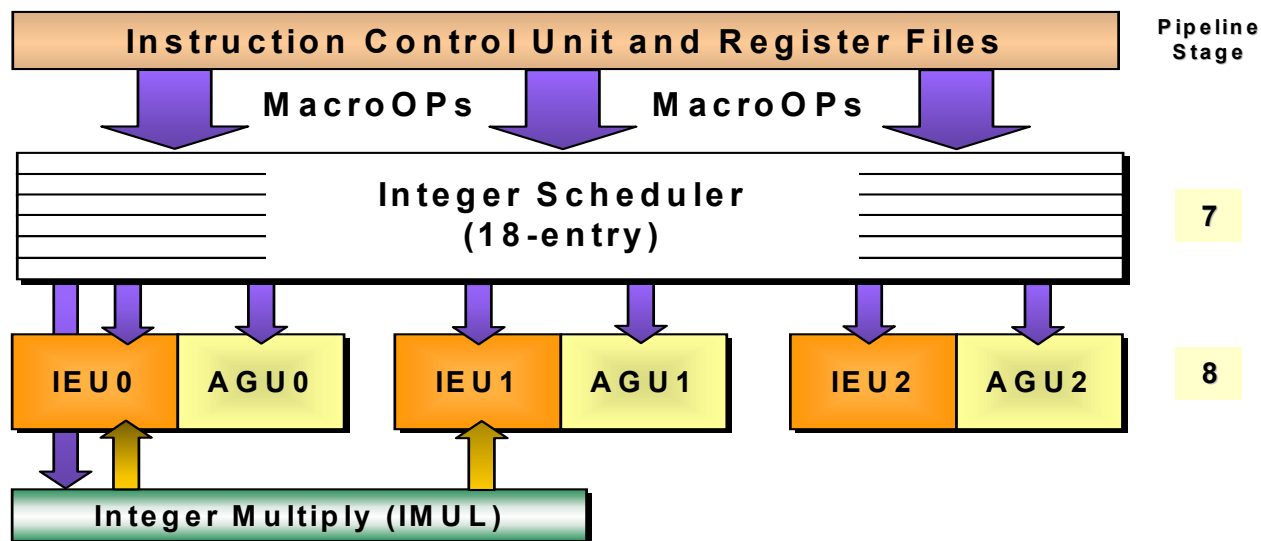 Instruction Control Unit and Register Files
Pipeline
Stage
MacroOPs
MacroOPs
Integer Scheduler
(18-entry)
7
IEU0
AGU0
IEU1
AGU1
IEU2
AGU2
8
Integer Multiply (IMUL)